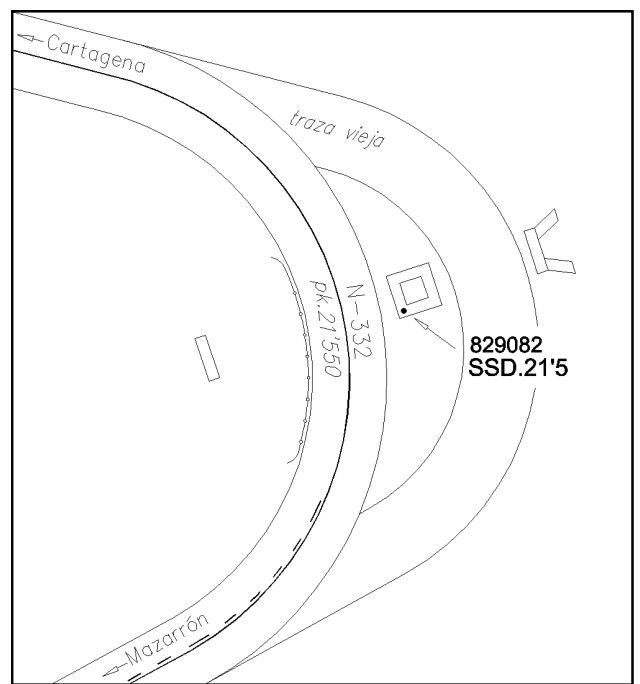 Cartagena
traza vieja
N-332
pk.21'550
829082
SSD.21'5
Mazarrón